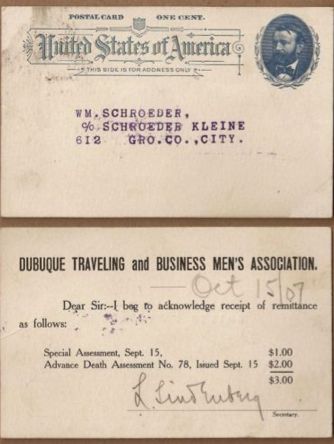 POSTAL CARD ONE CENT.
United States of America
THIS SIDE IS FOR ADDRESS ONLY
WM. SCHROEDER,
c/o SCHROEDER KLEINE
612 GRO.CO.,CITY.
DUBUQUE TRAVELING and BUSINESS MEN'S ASSOCIATION.
Oct 15/07
Dear Sir:—I beg to acknowledge receipt of remittance
as follows:
Special Assessment, Sept. 15, $1.00
Advance Death Assessment No. 78, Issued Sept. 15 $2.00
$3.00
L Lindenberg
Secretary.